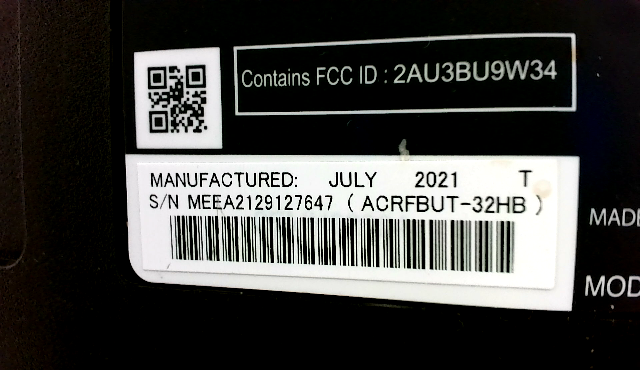 Contains FCC ID : 2AU3BU9W34
MANUFACTURED: JULY 2021 T
S/N MEEA2129127647 ( ACRFBUT-32HB )
MADE
MOD